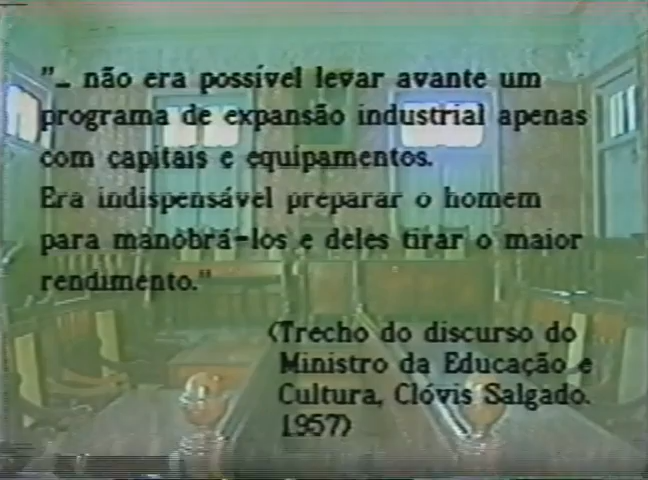 "... não era possível levar avante um
programa de expansão industrial apenas
com capitais e equipamentos.
Era indispensável preparar o homem
para manobrá-los e deles tirar o maior
rendimento."
(Trecho do discurso do
Ministro da Educação e
Cultura, Clóvis Salgado.
1957)